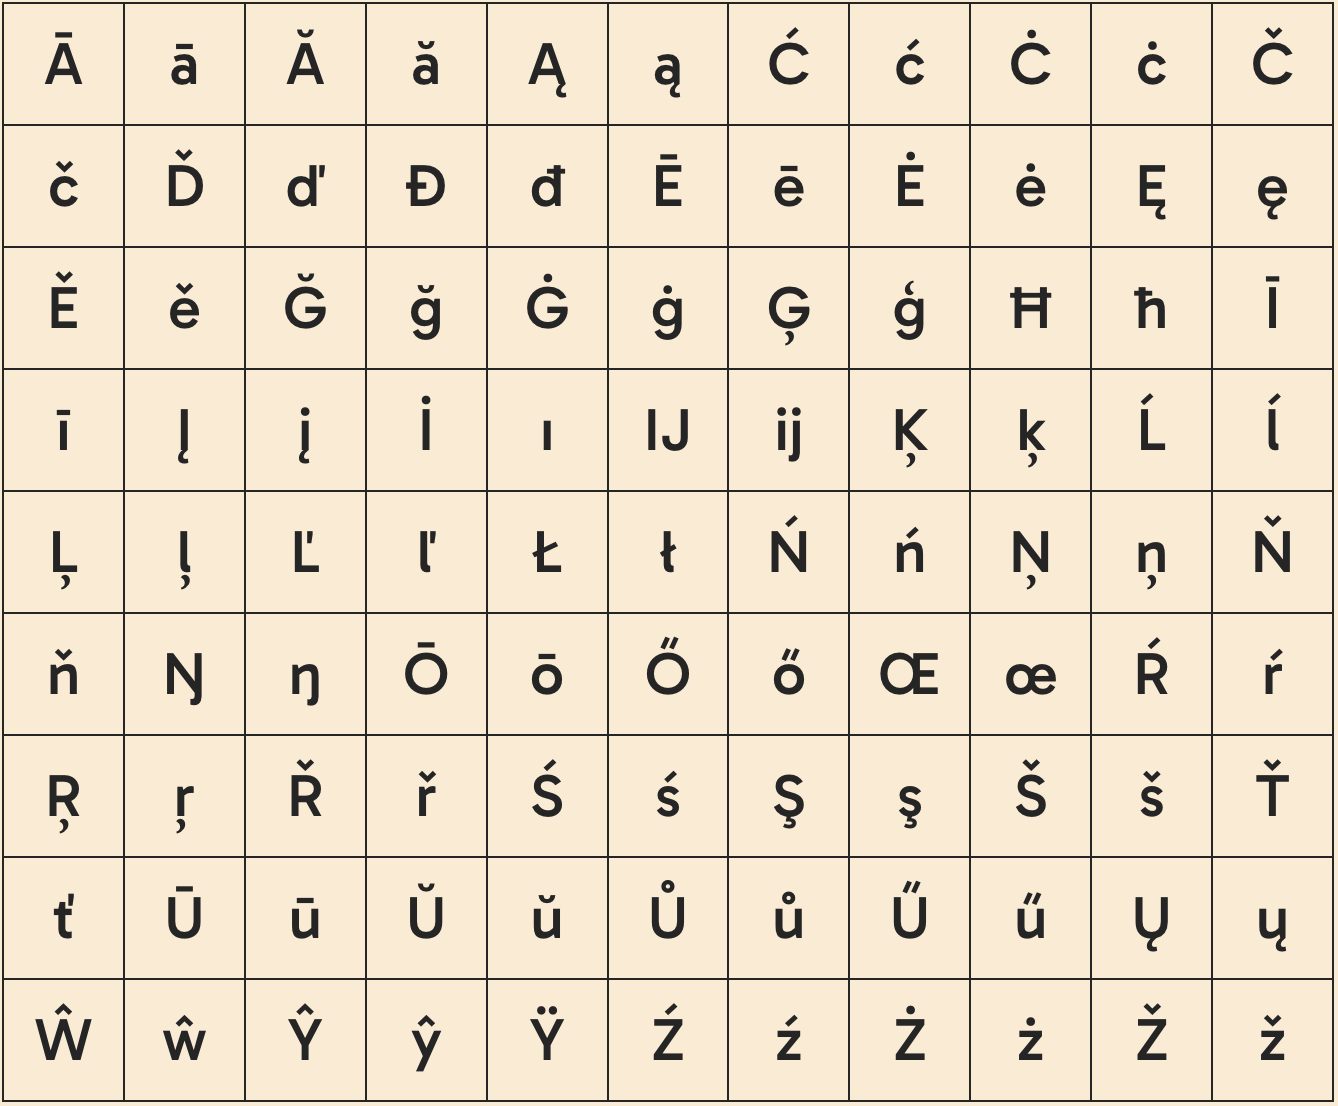 Ā ā Ă ă Ą ą Ć ć Ċ ċ Č
č Ď ď Đ đ Ē ē Ė ė Ę ę
Ě ě Ğ ğ Ġ ġ Ģ ģ Ħ ħ Ī
ī Į į İ ı IJ ij Ķ ķ Ĺ ĺ
Ļ ļ Ľ ľ Ł ł Ń ń Ņ ņ Ň
ň Ŋ ŋ Ō ō Ő ő Œ œ Ŕ ŕ
Ŗ ŗ Ř ř Ś ś Ş ş Š š Ť
ť Ū ū Ŭ ŭ Ů ů Ű ű Ų ų
Ŵ ŵ Ŷ ŷ Ÿ Ź ź Ż ż Ž ž